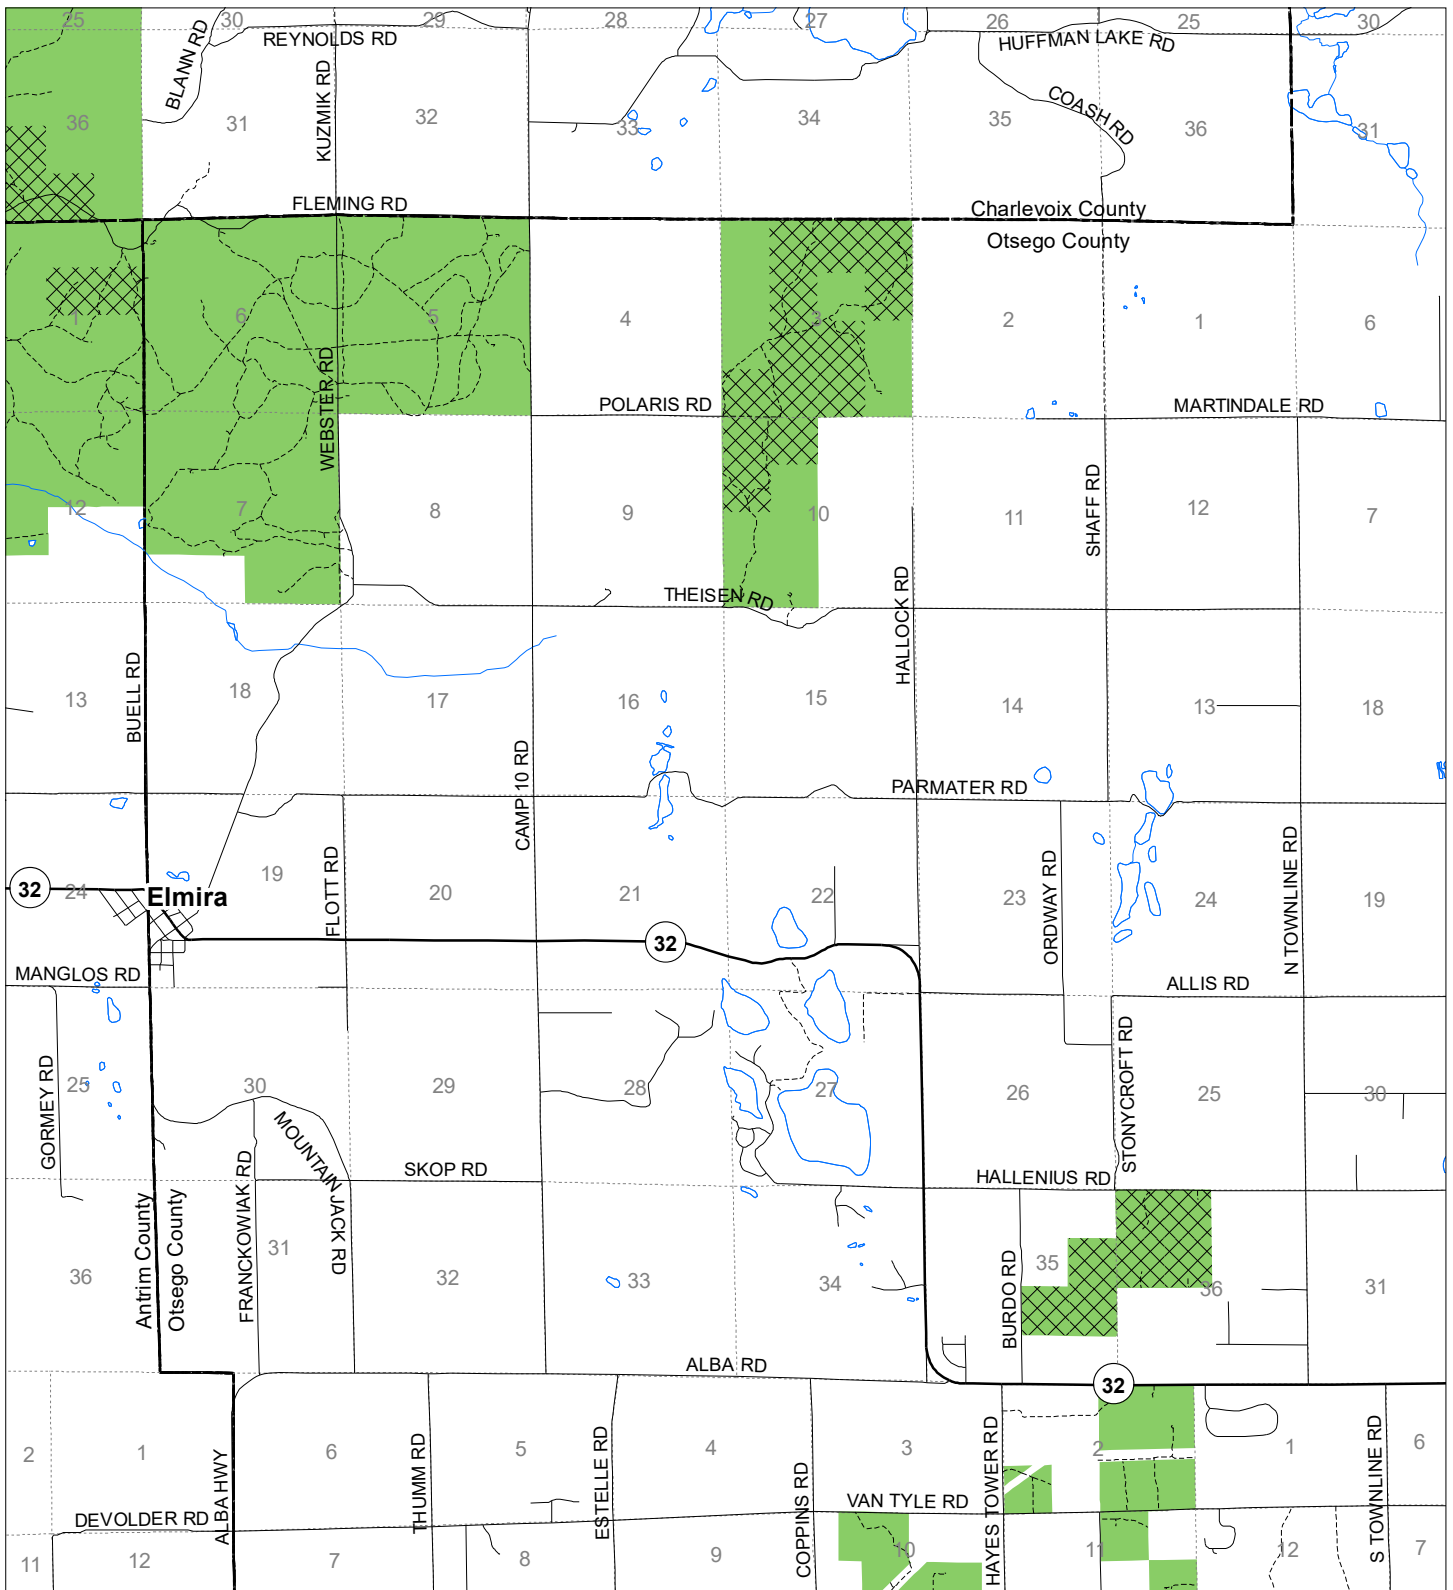 25
30
29
28
27
26
25
30
BLANN RD
REYNOLDS RD
HUFFMAN LAKE RD
36
31
KUZMIK RD
32
33
34
35
COASH RD
36
31
FLEMING RD
Charlevoix County
Otsego County
1
6
5
4
3
2
1
6
WEBSTER RD
POLARIS RD
MARTINDALE RD
12
7
8
9
10
11
SHAFF RD
12
7
THEISEN RD
HALLOCK RD
BUELL RD
13
18
17
16
15
14
13
18
CAMP 10 RD
PARMATER RD
32
24
Elmira
19
FLOTT RD
20
21
22
23
ORDWAY RD
24
N TOWNLINE RD
19
32
MANGLOS RD
ALLIS RD
GORMEY RD
25
30
29
28
27
26
STONYCROFT RD
25
30
MOUNTAIN JACK RD
SKOP RD
HALLENIUS RD
36
Antrim County
Otsego County
FRANCKOWIAK RD
31
32
33
34
BURDO RD
35
36
31
ALBA RD
32
2
1
ALBA HWY
6
THUMM RD
5
ESTELLE RD
4
COPPINS RD
3
HAYES TOWER RD
2
1
S TOWNLINE RD
6
DEVOLDER RD
VAN TYLE RD
11
12
7
8
9
10
11
12
7